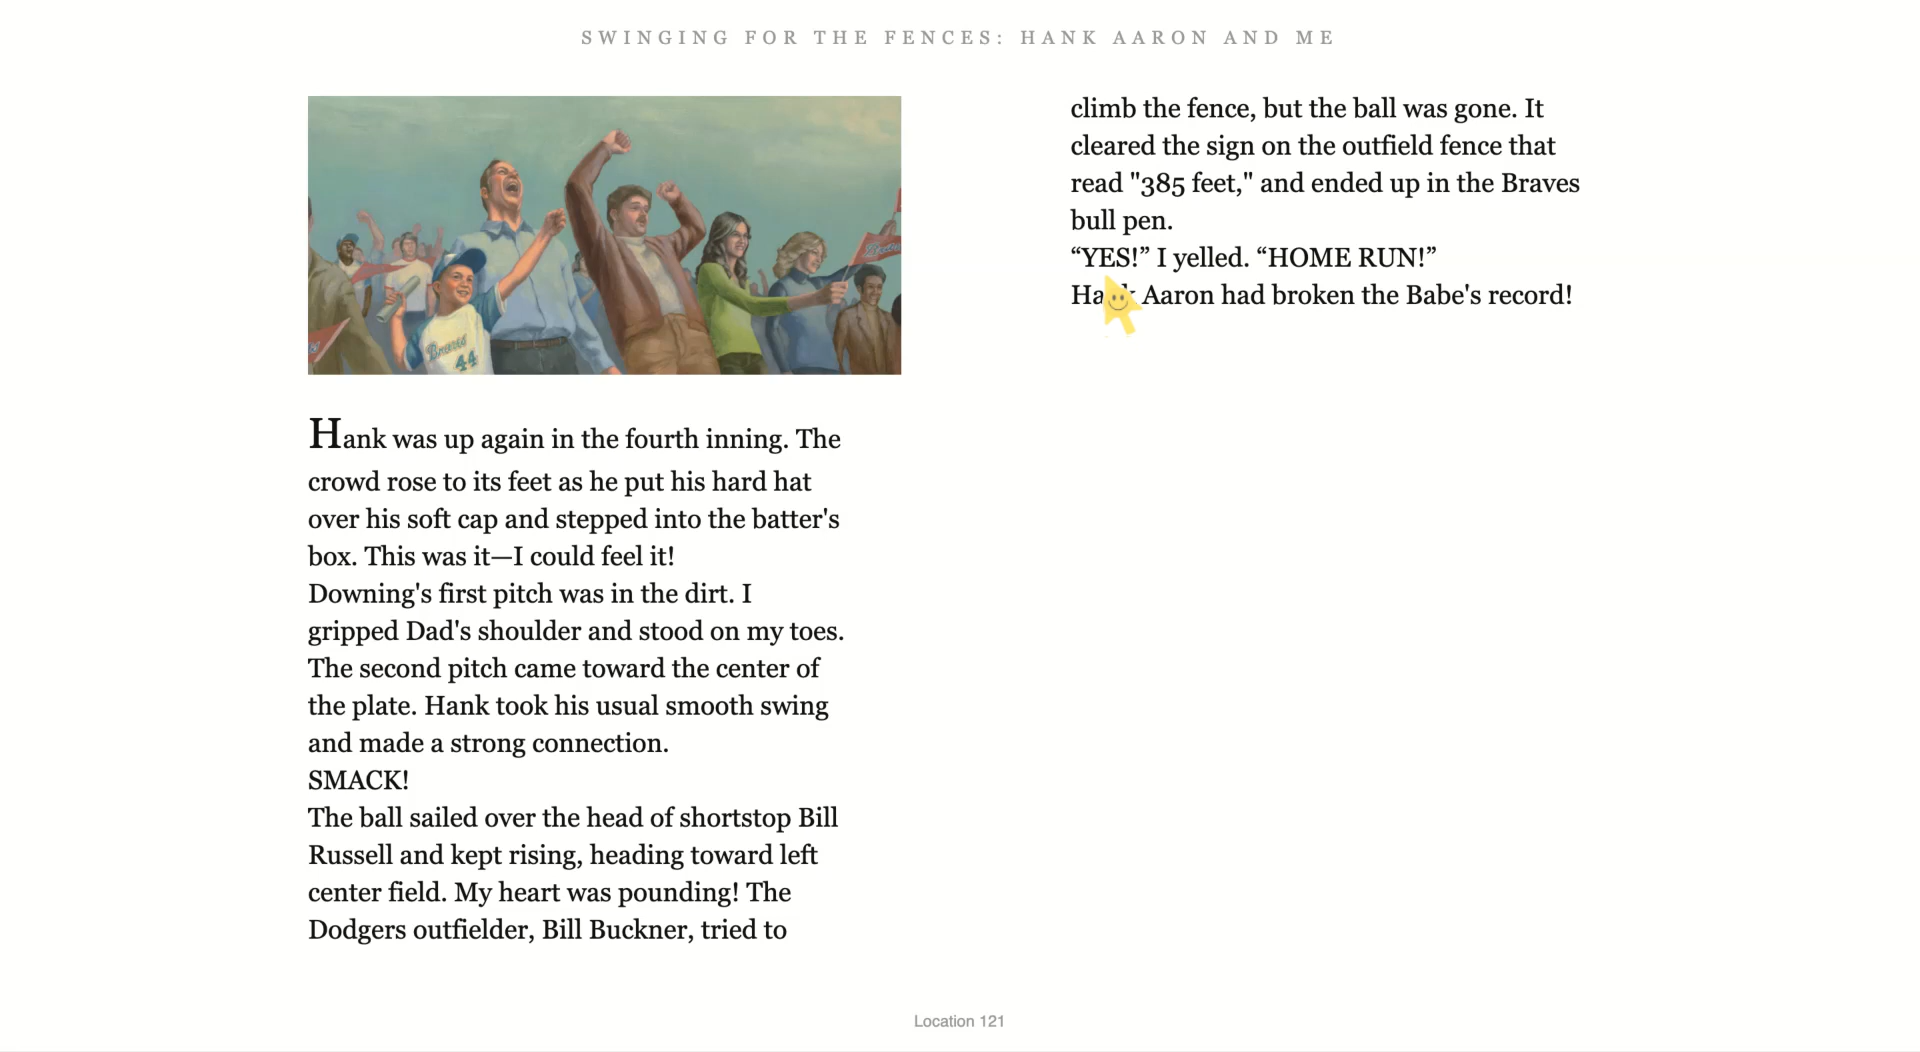 SWINGING FOR THE FENCES: HANK AARON AND ME
Braves
44
Hank was up again in the fourth inning. The
crowd rose to its feet as he put his hard hat
over his soft cap and stepped into the batter's
box. This was it—I could feel it!
Downing's first pitch was in the dirt. I
gripped Dad's shoulder and stood on my toes.
The second pitch came toward the center of
the plate. Hank took his usual smooth swing
and made a strong connection.
SMACK!
The ball sailed over the head of shortstop Bill
Russell and kept rising, heading toward left
center field. My heart was pounding! The
Dodgers outfielder, Bill Buckner, tried to
climb the fence, but the ball was gone. It
cleared the sign on the outfield fence that
read "385 feet," and ended up in the Braves
bull pen.
“YES!” I yelled. “HOME RUN!”
Hank Aaron had broken the Babe's record!
Location 121